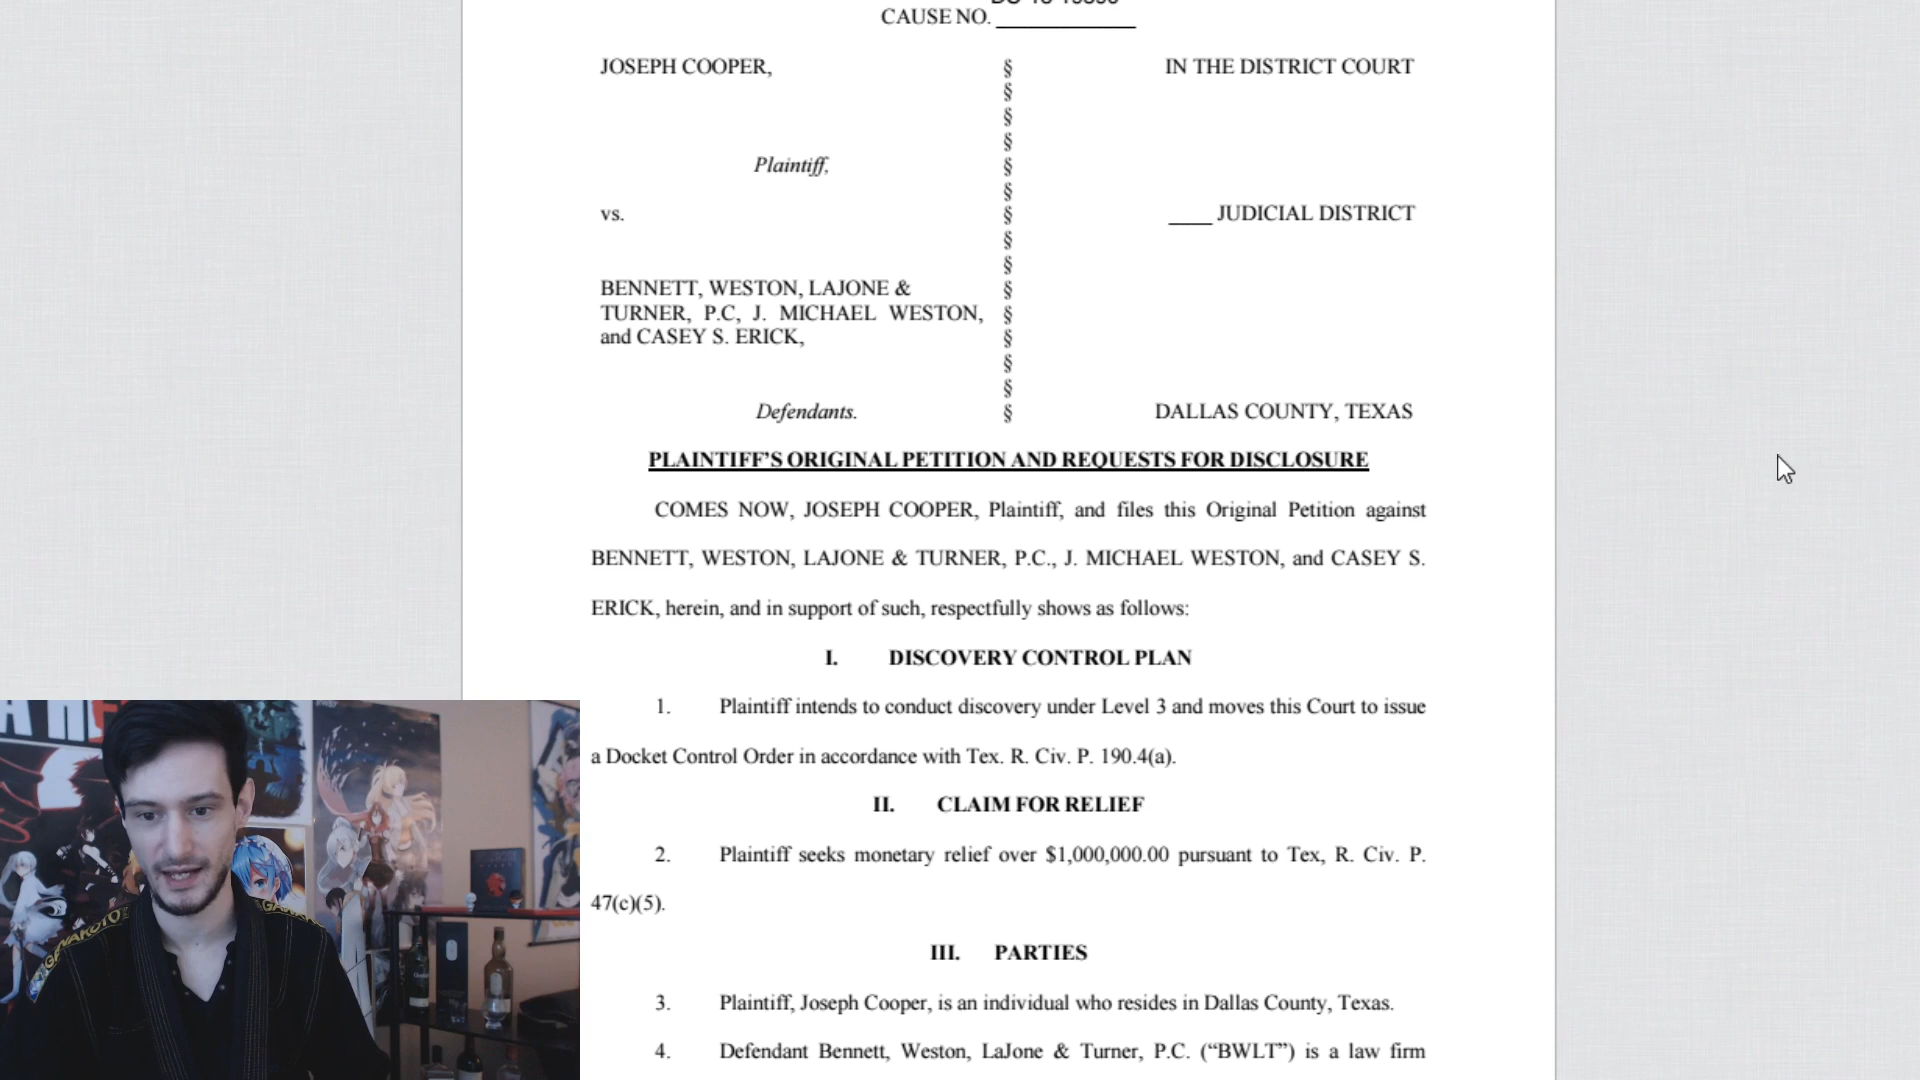 CAUSE NO.
JOSEPH COOPER, § IN THE DISTRICT COURT
§
§
§
Plaintiff, §
§
vs. § ____ JUDICIAL DISTRICT
§
§
BENNETT, WESTON, LAJONE & §
TURNER, P.C, J. MICHAEL WESTON, §
and CASEY S. ERICK, §
§
§
Defendants. § DALLAS COUNTY, TEXAS
PLAINTIFF'S ORIGINAL PETITION AND REQUESTS FOR DISCLOSURE
COMES NOW, JOSEPH COOPER, Plaintiff, and files this Original Petition against
BENNETT, WESTON, LAJONE & TURNER, P.C., J. MICHAEL WESTON, and CASEY S.
ERICK, herein, and in support of such, respectfully shows as follows:
I. DISCOVERY CONTROL PLAN
1. Plaintiff intends to conduct discovery under Level 3 and moves this Court to issue
a Docket Control Order in accordance with Tex. R. Civ. P. 190.4(a).
II. CLAIM FOR RELIEF
2. Plaintiff seeks monetary relief over $1,000,000.00 pursuant to Tex, R. Civ. P.
47(c)(5).
III. PARTIES
3. Plaintiff, Joseph Cooper, is an individual who resides in Dallas County, Texas.
4. Defendant Bennett, Weston, LaJone & Turner, P.C. (“BWLT”) is a law firm